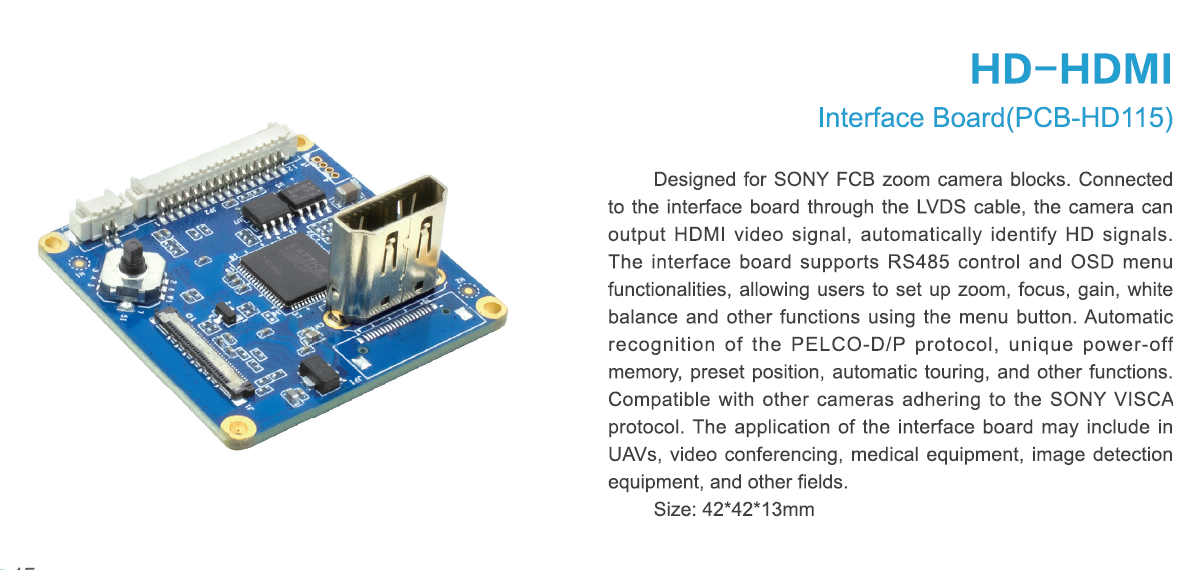 HD-HDMI
Interface Board(PCB-HD115)
Designed for SONY FCB zoom camera blocks. Connected
to the interface board through the LVDS cable, the camera can
output HDMI video signal, automatically identify HD signals.
The interface board supports RS485 control and OSD menu
functionalities, allowing users to set up zoom, focus, gain, white
balance and other functions using the menu button. Automatic
recognition of the PELCO-D/P protocol, unique power-off
memory, preset position, automatic touring, and other functions.
Compatible with other cameras adhering to the SONY VISCA
protocol. The application of the interface board may include in
UAVs, video conferencing, medical equipment, image detection
equipment, and other fields.
Size: 42*42*13mm